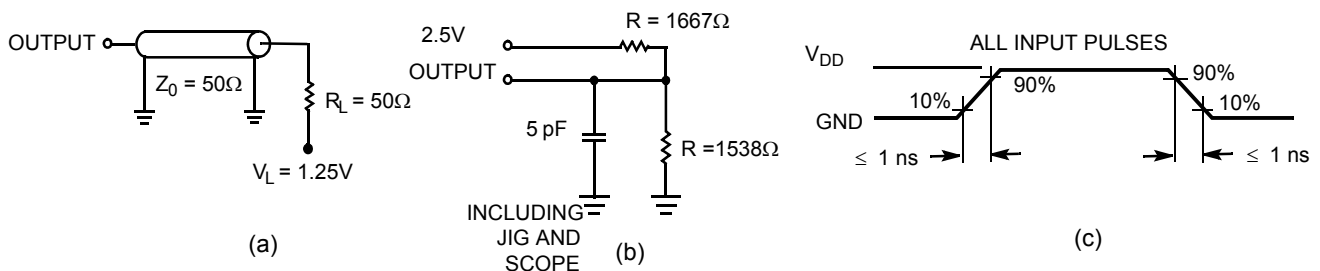 OUTPUT
Z0 = 50Ω
RL = 50Ω
VL = 1.25V
(a)
R = 1667Ω
2.5V
OUTPUT
5 pF
R =1538Ω
INCLUDING
JIG AND
SCOPE
(b)
ALL INPUT PULSES
VDD
GND
10%
90%
90%
10%
≤ 1 ns
≤ 1 ns
(c)